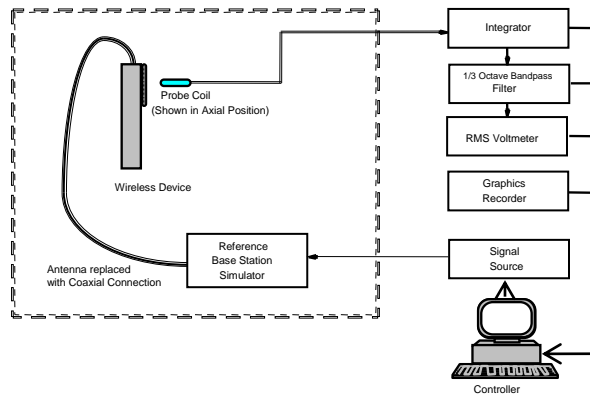 Integrator
1/3 Octave Bandpass
Filter
RMS Voltmeter
Graphics
Recorder
Probe Coil
(Shown in Axial Position)
Wireless Device
Reference
Base Station
Simulator
Antenna replaced
with Coaxial Connection
Signal
Source
Controller